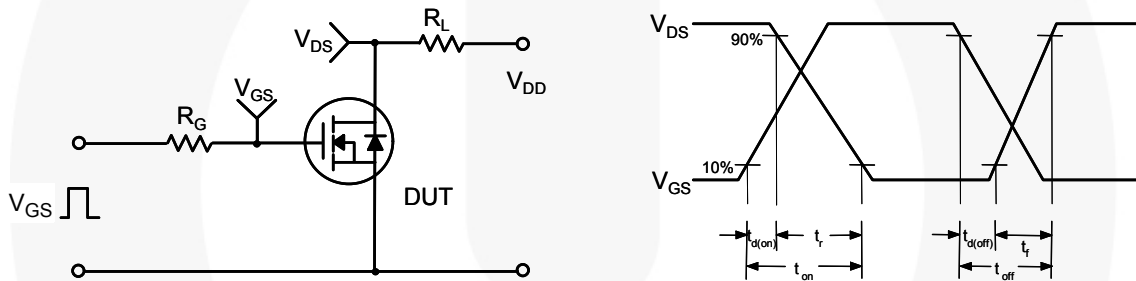 R_L
V_DS
V_DD
V_GS
R_G
DUT
V_GS
V_DS
90%
10%
V_GS
t_d(on)
t_r
t_d(off)
t_f
t_on
t_off